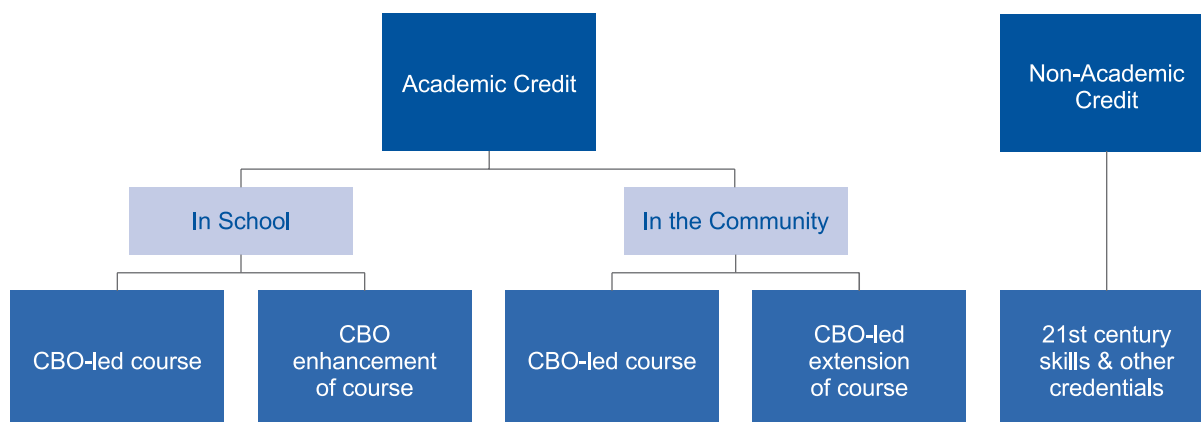 Academic Credit
Non-Academic
Credit
In School
In the Community
CBO-led course
CBO
enhancement
of course
CBO-led course
CBO-led
extension
of course
21st century
skills & other
credentials